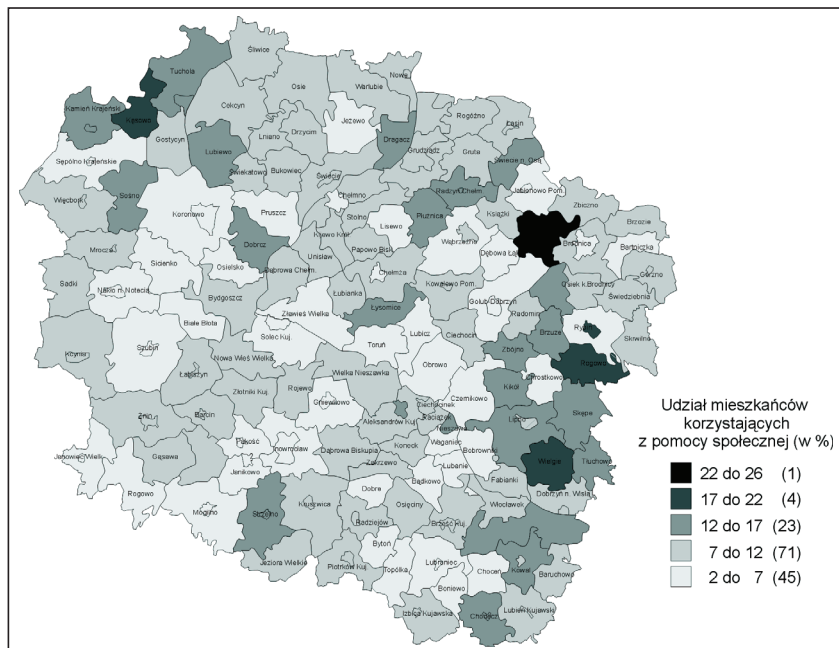 Śliwice
Tuchola
Nowe
Osie
Warlubie
Kamień Krajeński
Cekcyn
Kęsowo
Rogóźno
Jeżewo
Łasin
Lniano
Drzycim
Gostycyn
Lubiewo
Dragacz
Grudziądz
Gruta
Świecie n. Osą
Sępólno Krajeńskie
Świekatowo
Bukowiec
Świecie
Radzyń Chełm.
Jabłonowo Pom.
Więcbork
Sośno
Chełmno
Zbiczno
Koronowo
Pruszcz
Stolno
Lisewo
Płużnica
Książki
Brzozie
Mrocza
Dobrcz
Kijewo Król.
Papowo Bisk.
Wąbrzeźno
Brodnica
Bartniczka
Sicienko
Osielsko
Unisław
Dębowa Łąka
Górzno
Dąbrowa Chełm.
Chełmża
Sadki
Nakło n. Notecią
Bydgoszcz
Kowalewo Pom.
Osiek k.Brodnicy
Świedziebnia
Łubianka
Golub Dobrzyń
Zławieś Wielka
Łysomice
Radomin
Białe Błota
Solec Kuj.
Lubicz
Ciechocin
Brzuze
Rypin
Skrwilno
Szubin
Toruń
Zbójno
Kcynia
Nowa Wieś Wielka
Obrowo
Rogowo
Łabiszyn
Wielka Nieszawka
Chrostkowo
Złotniki Kuj.
Rojewo
Kikół
Czernikowo
Gniewkowo
Ciechocinek
Żnin
Barcin
Aleksandrów Kuj.
Raciążek
Nieszawa
Lipno
Skępe
Pakość
Inowrocław
Dąbrowa Biskupia
Koneck
Waganiec
Bobrowniki
Janowiec Wielk.
Gąsawa
Janikowo
Zakrzewo
Lubanie
Wielgie
Tłuchowo
Rogowo
Dobre
Bądkowo
Fabianki
Dobrzyń n. Wisłą
Mogilno
Strzelno
Kruszwica
Radziejów
Osięciny
Brześć Kuj.
Włocławek
Bytoń
Jeziora Wielkie
Piotrków Kuj.
Topólka
Lubraniec
Choceń
Kowal
Baruchowo
Boniewo
Izbica Kujawska
Chodecz
Lubień Kujawski
Udział mieszkańców
korzystających
z pomocy społecznej (w %)
22 do 26 (1)
17 do 22 (4)
12 do 17 (23)
7 do 12 (71)
2 do 7 (45)